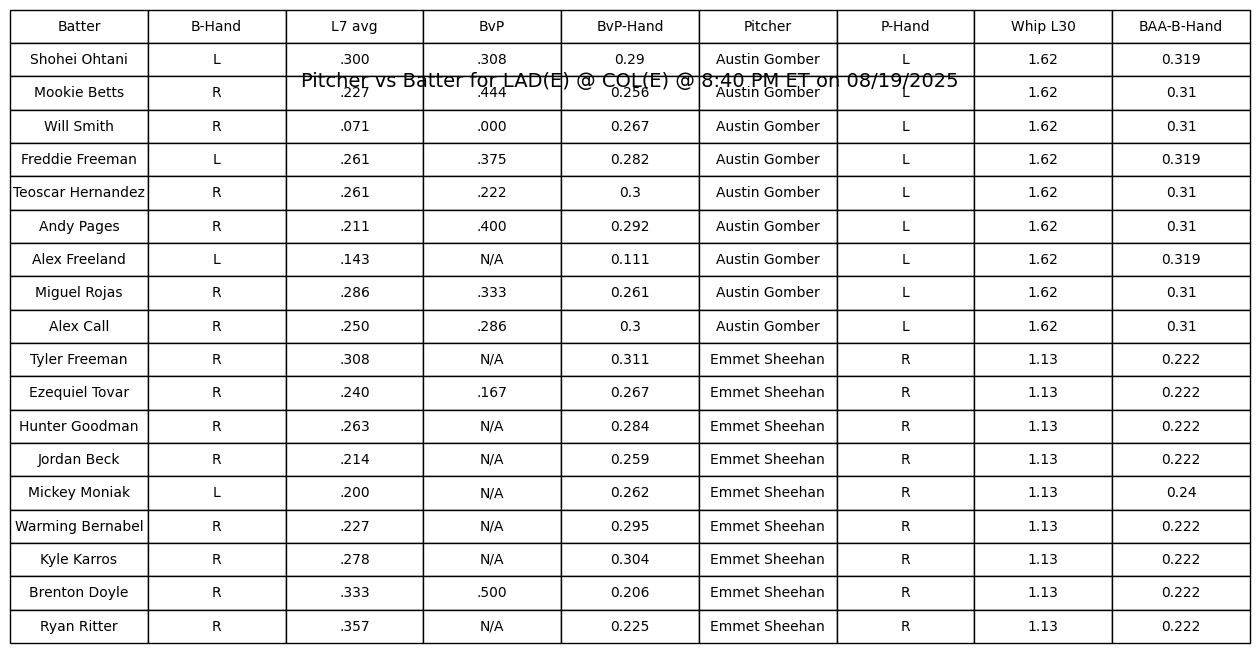 Batter B-Hand L7 avg BvP BvP-Hand Pitcher P-Hand Whip L30 BAA-B-Hand
Shohei Ohtani L .300 .308 0.29 Austin Gomber L 1.62 0.319
Pitcher vs Batter for LAD(E) @ COL(E) @ 8:40 PM ET on 08/19/2025
Mookie Betts R .227 .444 0.256 Austin Gomber L 1.62 0.31
Will Smith R .071 .000 0.267 Austin Gomber L 1.62 0.31
Freddie Freeman L .261 .375 0.282 Austin Gomber L 1.62 0.319
Teoscar Hernandez R .261 .222 0.3 Austin Gomber L 1.62 0.31
Andy Pages R .211 .400 0.292 Austin Gomber L 1.62 0.31
Alex Freeland L .143 N/A 0.111 Austin Gomber L 1.62 0.319
Miguel Rojas R .286 .333 0.261 Austin Gomber L 1.62 0.31
Alex Call R .250 .286 0.3 Austin Gomber L 1.62 0.31
Tyler Freeman R .308 N/A 0.311 Emmet Sheehan R 1.13 0.222
Ezequiel Tovar R .240 .167 0.267 Emmet Sheehan R 1.13 0.222
Hunter Goodman R .263 N/A 0.284 Emmet Sheehan R 1.13 0.222
Jordan Beck R .214 N/A 0.259 Emmet Sheehan R 1.13 0.222
Mickey Moniak L .200 N/A 0.262 Emmet Sheehan R 1.13 0.24
Warming Bernabel R .227 N/A 0.295 Emmet Sheehan R 1.13 0.222
Kyle Karros R .278 N/A 0.304 Emmet Sheehan R 1.13 0.222
Brenton Doyle R .333 .500 0.206 Emmet Sheehan R 1.13 0.222
Ryan Ritter R .357 N/A 0.225 Emmet Sheehan R 1.13 0.222